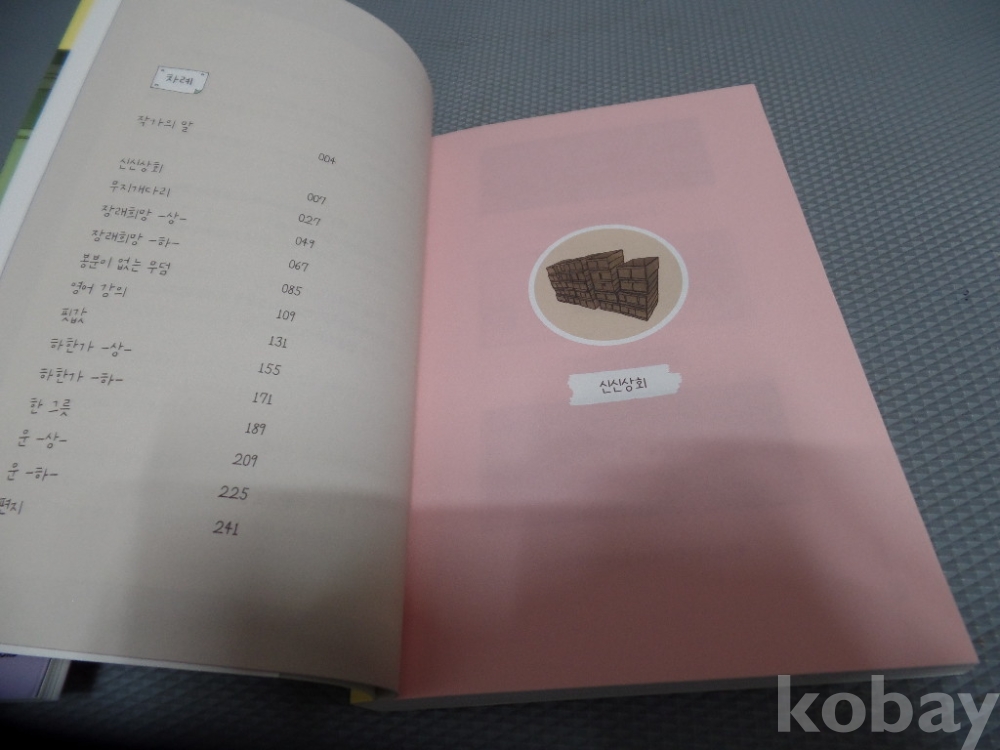 차례
작가의 말 004
신신상회 007
무지개다리 027
장래희망 -상- 049
장래희망 -하- 067
봉분이 없는 무덤 085
영어 강의 109
핏값 131
하한가 -상- 155
하한가 -하- 171
한 그릇 189
운 -상- 209
운 -하- 225
편지 241
신신상회
kobay